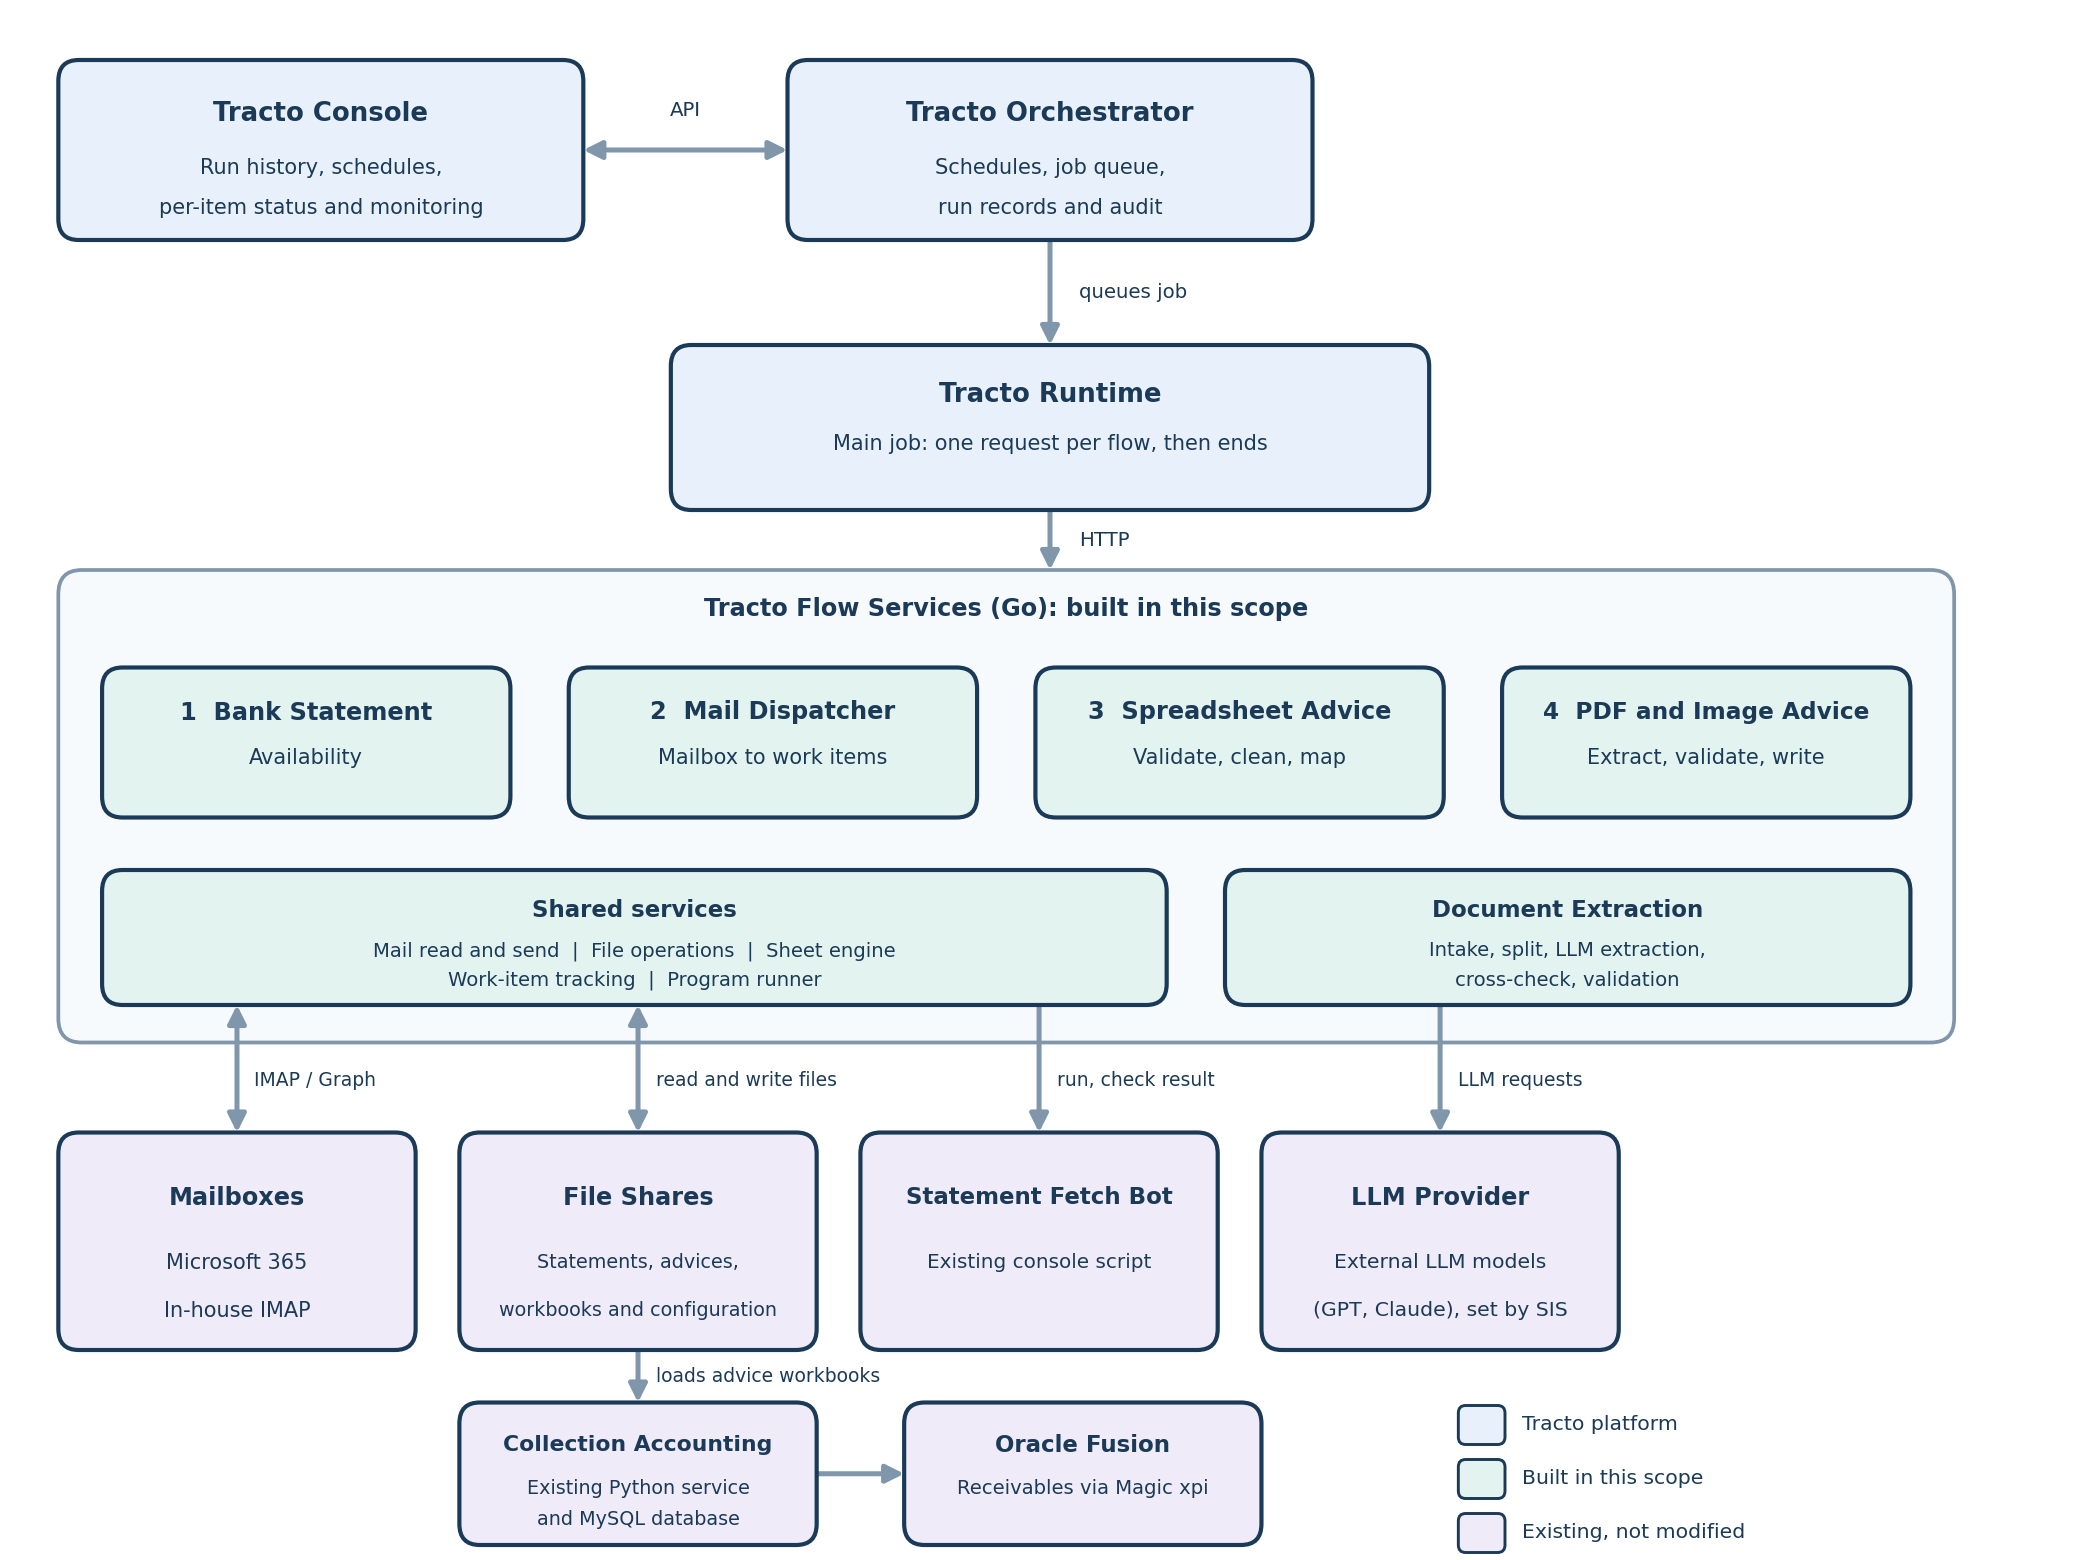 Tracto Console
Run history, schedules,
per-item status and monitoring
API
Tracto Orchestrator
Schedules, job queue,
run records and audit
queues job
Tracto Runtime
Main job: one request per flow, then ends
HTTP
Tracto Flow Services (Go): built in this scope
1 Bank Statement
Availability
2 Mail Dispatcher
Mailbox to work items
3 Spreadsheet Advice
Validate, clean, map
4 PDF and Image Advice
Extract, validate, write
Shared services
Mail read and send | File operations | Sheet engine
Work-item tracking | Program runner
Document Extraction
Intake, split, LLM extraction,
cross-check, validation
IMAP / Graph
read and write files
run, check result
LLM requests
Mailboxes
Microsoft 365
In-house IMAP
File Shares
Statements, advices,
workbooks and configuration
Statement Fetch Bot
Existing console script
LLM Provider
External LLM models
(GPT, Claude), set by SIS
loads advice workbooks
Collection Accounting
Existing Python service
and MySQL database
Oracle Fusion
Receivables via Magic xpi
Tracto platform
Built in this scope
Existing, not modified